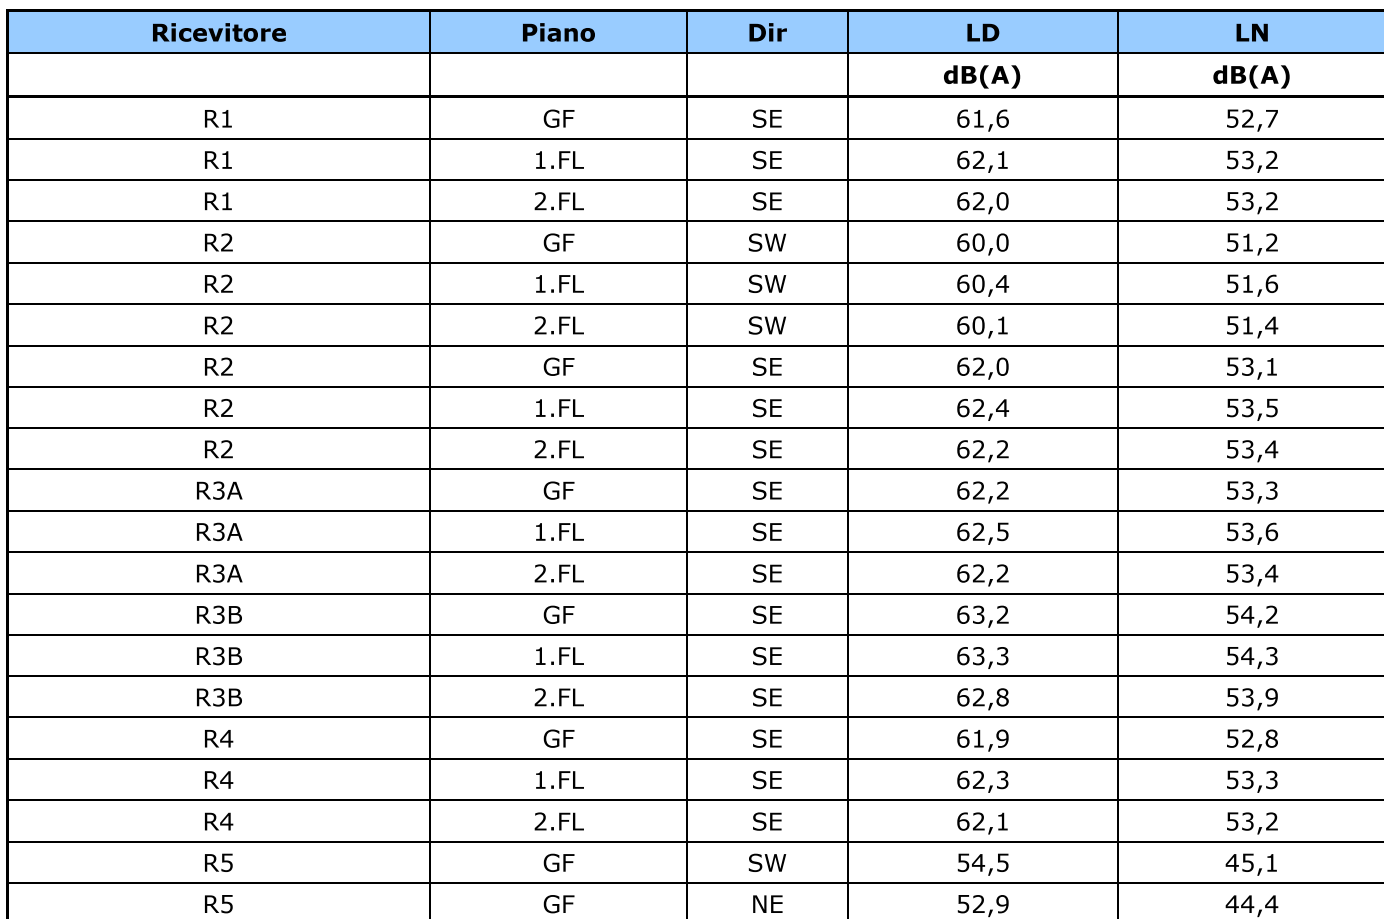 Ricevitore Piano Dir LD LN
dB(A) dB(A)
R1 GF SE 61,6 52,7
R1 1.FL SE 62,1 53,2
R1 2.FL SE 62,0 53,2
R2 GF SW 60,0 51,2
R2 1.FL SW 60,4 51,6
R2 2.FL SW 60,1 51,4
R2 GF SE 62,0 53,1
R2 1.FL SE 62,4 53,5
R2 2.FL SE 62,2 53,4
R3A GF SE 62,2 53,3
R3A 1.FL SE 62,5 53,6
R3A 2.FL SE 62,2 53,4
R3B GF SE 63,2 54,2
R3B 1.FL SE 63,3 54,3
R3B 2.FL SE 62,8 53,9
R4 GF SE 61,9 52,8
R4 1.FL SE 62,3 53,3
R4 2.FL SE 62,1 53,2
R5 GF SW 54,5 45,1
R5 GF NE 52,9 44,4